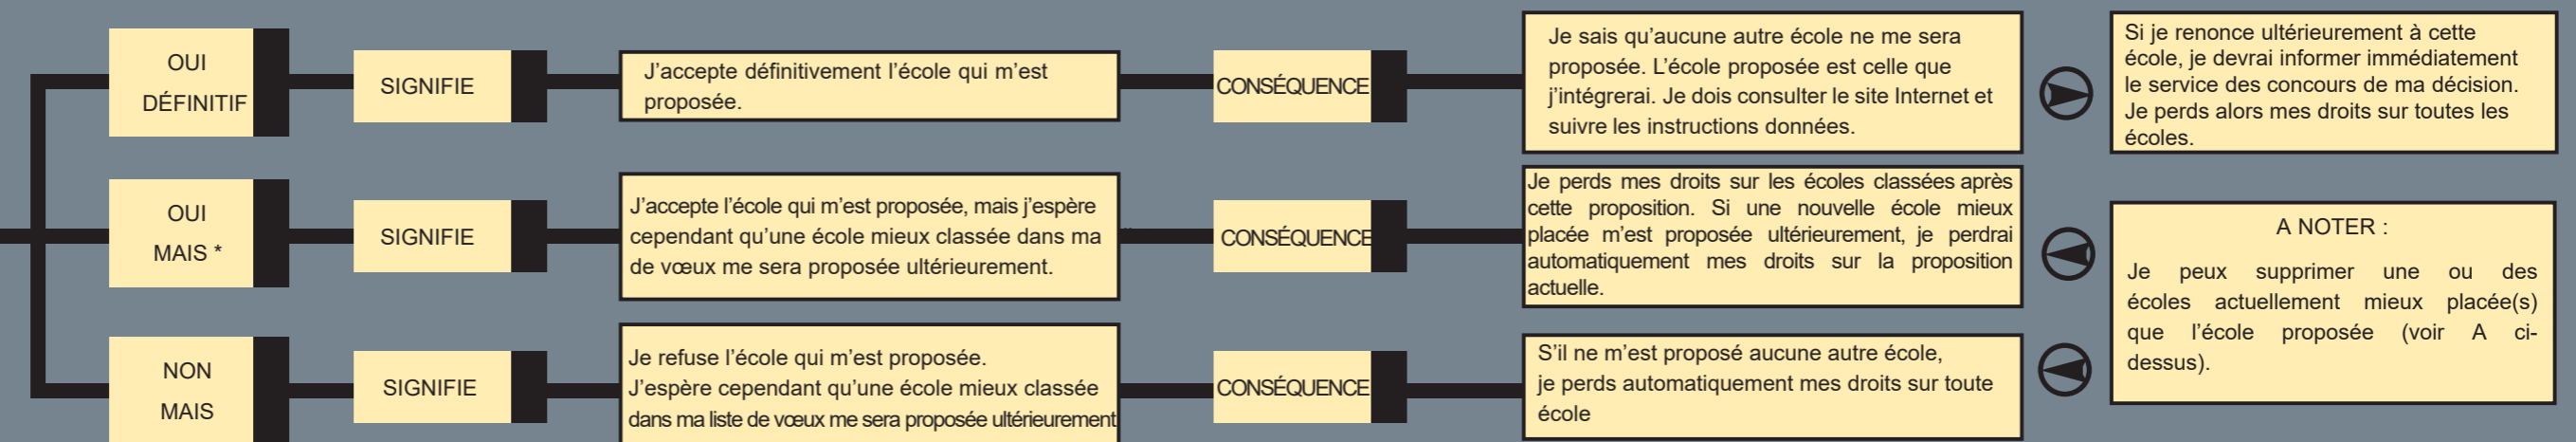 OUI
DÉFINITIF
SIGNIFIE
J’accepte définitivement l’école qui m’est
proposée.
CONSÉQUENCE
Je sais qu’aucune autre école ne me sera
proposée. L’école proposée est celle que
j’intégrerai. Je dois consulter le site Internet et
suivre les instructions données.
Si je renonce ultérieurement à cette
école, je devrai informer immédiatement
le service des concours de ma décision.
Je perds alors mes droits sur toutes les
écoles.
OUI
MAIS *
SIGNIFIE
J’accepte l’école qui m’est proposée, mais j’espère
cependant qu’une école mieux classée dans ma
de vœux me sera proposée ultérieurement.
CONSÉQUENCE
Je perds mes droits sur les écoles classées après
cette proposition. Si une nouvelle école mieux
placée m’est proposée ultérieurement, je perdrai
automatiquement mes droits sur la proposition
actuelle.
A NOTER :
Je peux supprimer une ou des
écoles actuellement mieux placée(s)
que l’école proposée (voir A ci-
dessus).
NON
MAIS
SIGNIFIE
Je refuse l’école qui m’est proposée.
J’espère cependant qu’une école mieux classée
dans ma liste de vœux me sera proposée ultérieurement
CONSÉQUENCE
S’il ne m’est proposé aucune autre école,
je perds automatiquement mes droits sur toute
école